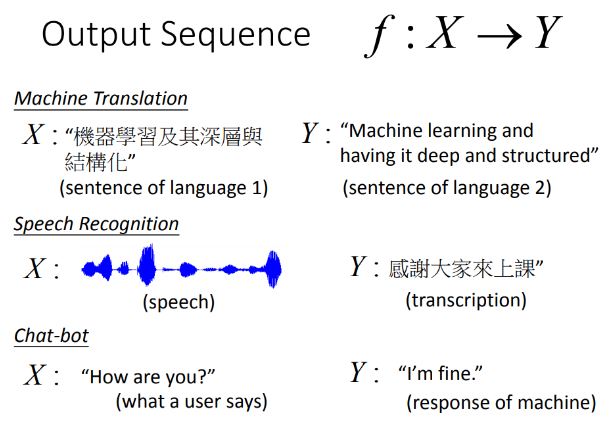 Output Sequence f : X → Y
Machine Translation
X : “機器學習及其深層與
結構化”
(sentence of language 1)
Y : “Machine learning and
having it deep and structured”
(sentence of language 2)
Speech Recognition
X :
(speech)
Y : 感謝大家來上課”
(transcription)
Chat-bot
X : “How are you?”
(what a user says)
Y : “I’m fine.”
(response of machine)